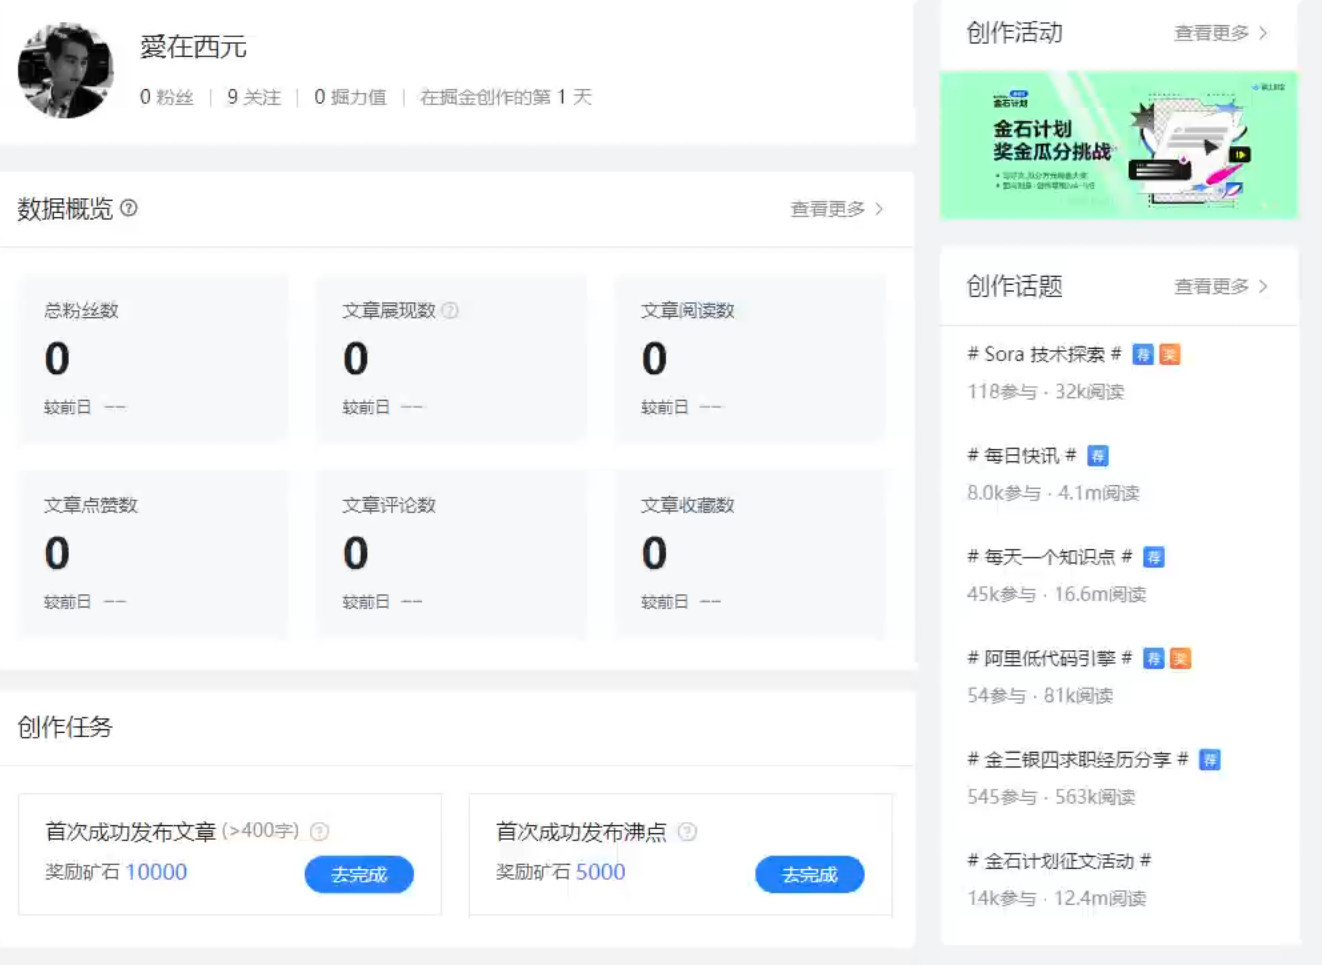 愛在西元
0 粉丝 | 9 关注 | 0 掘力值 | 在掘金创作的第 1 天
数据概览
查看更多
总粉丝数
0
较前日 --
文章展现数
0
较前日 --
文章阅读数
0
较前日 --
文章点赞数
0
较前日 --
文章评论数
0
较前日 --
文章收藏数
0
较前日 --
创作任务
首次成功发布文章 (>400字)
奖励矿石 10000
去完成
首次成功发布沸点
奖励矿石 5000
去完成
创作活动
查看更多
金石计划
金石计划
奖金瓜分挑战
创作话题
查看更多
# Sora 技术探索 # 荐 奖
118参与 · 32k阅读
# 每日快讯 # 荐
8.0k参与 · 4.1m阅读
# 每天一个知识点 # 荐
45k参与 · 16.6m阅读
# 阿里低代码引擎 # 荐 奖
54参与 · 81k阅读
# 金三银四求职经历分享 # 荐
545参与 · 563k阅读
# 金石计划征文活动 #
14k参与 · 12.4m阅读